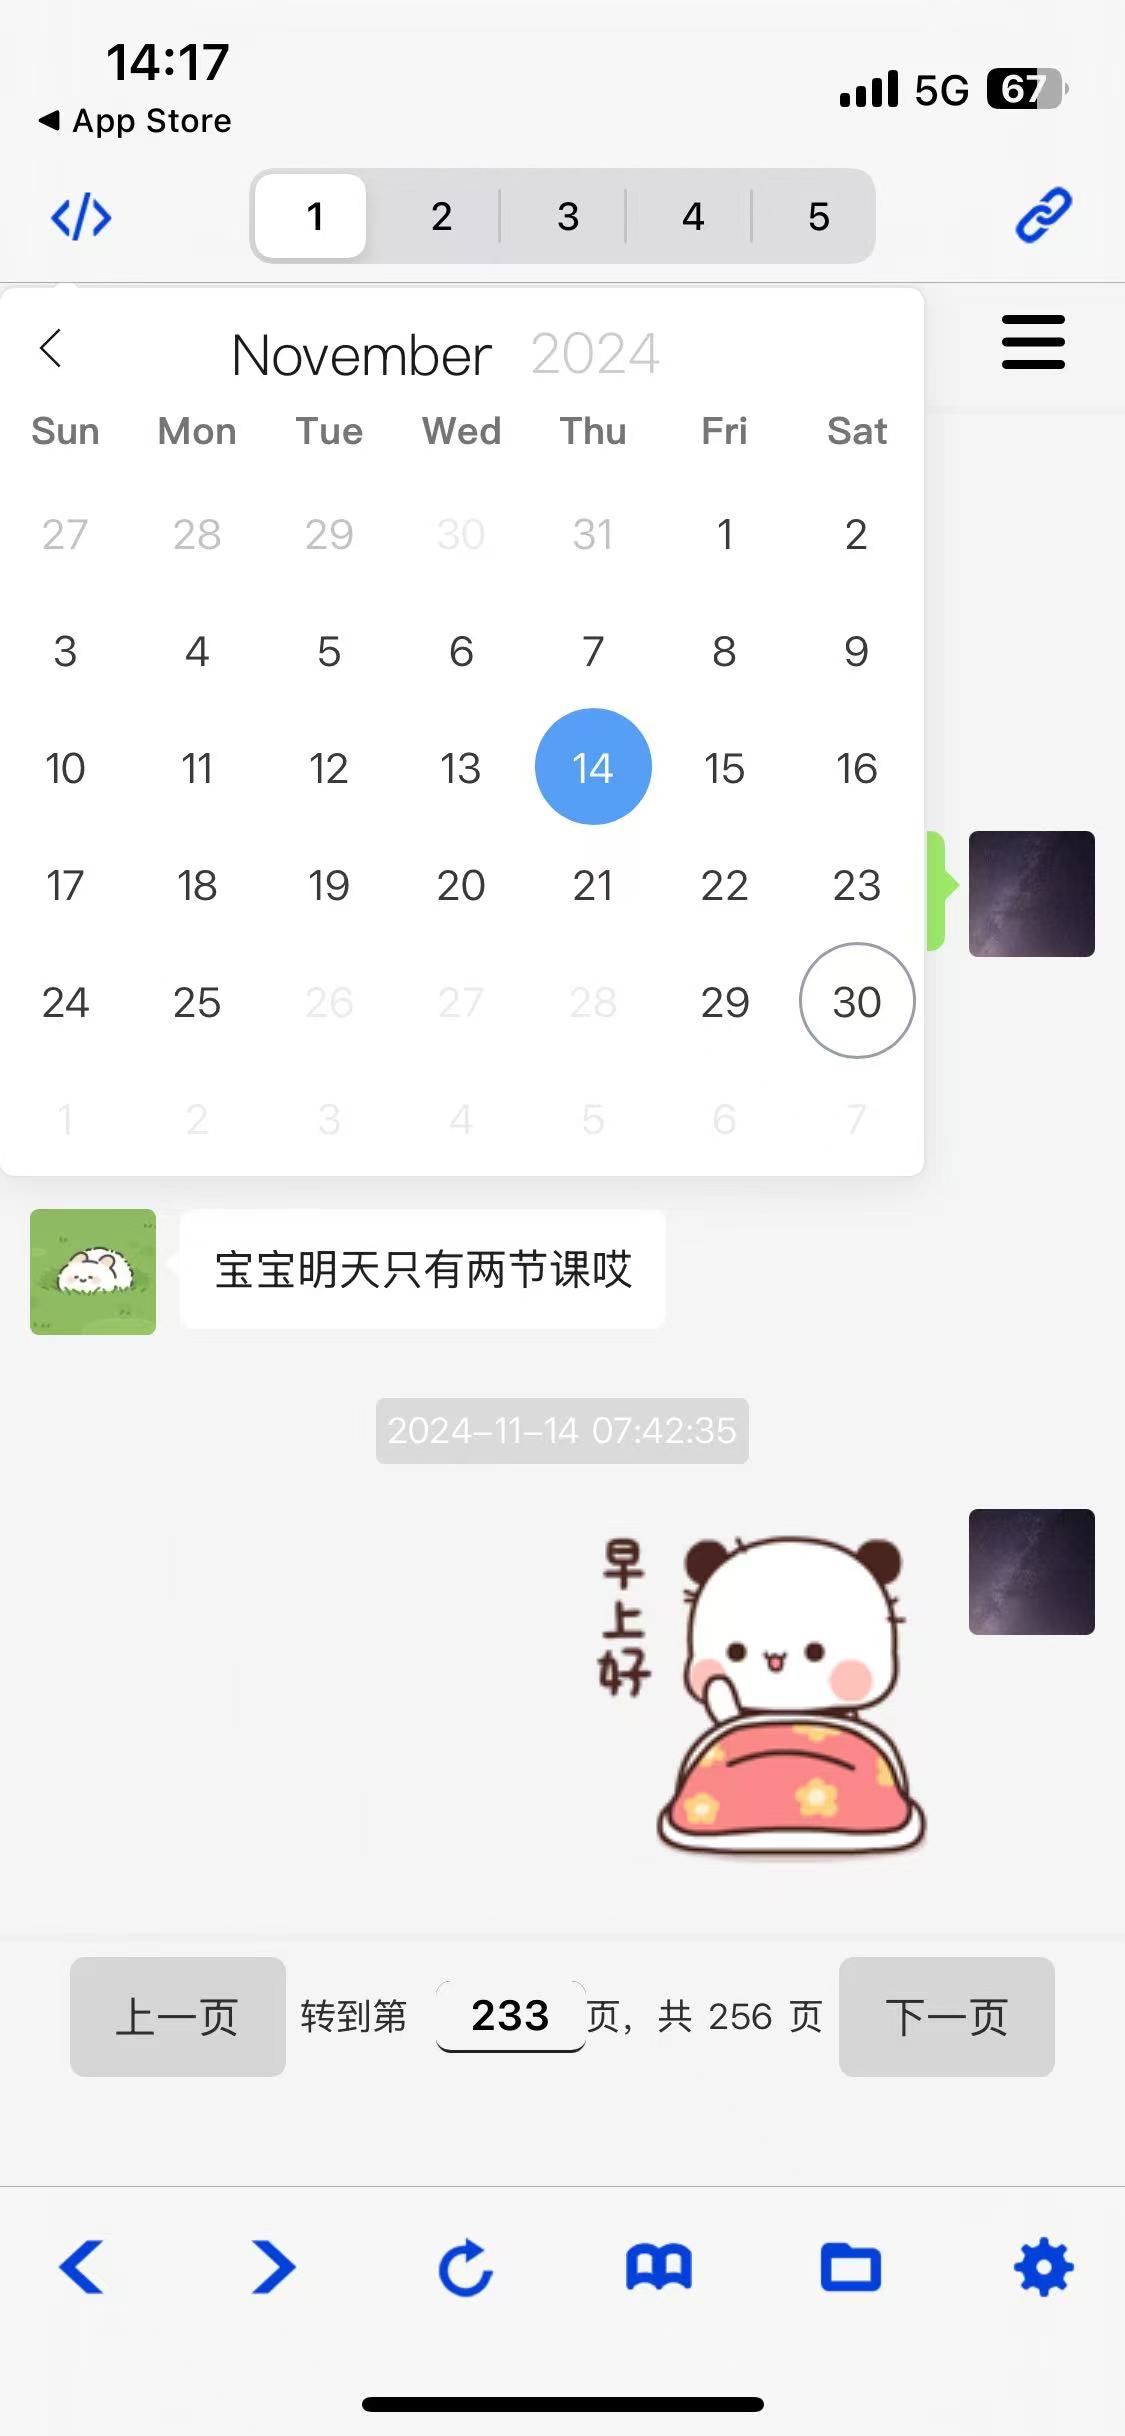 14:17
App Store
5G
67
</>
1 2 3 4 5
November 2024
Sun Mon Tue Wed Thu Fri Sat
27 28 29 30 31 1 2
3 4 5 6 7 8 9
10 11 12 13 14 15 16
17 18 19 20 21 22 23
24 25 26 27 28 29 30
1 2 3 4 5 6 7
宝宝明天只有两节课哎
2024-11-14 07:42:35
早上好
上一页 转到第 233 页，共 256 页 下一页